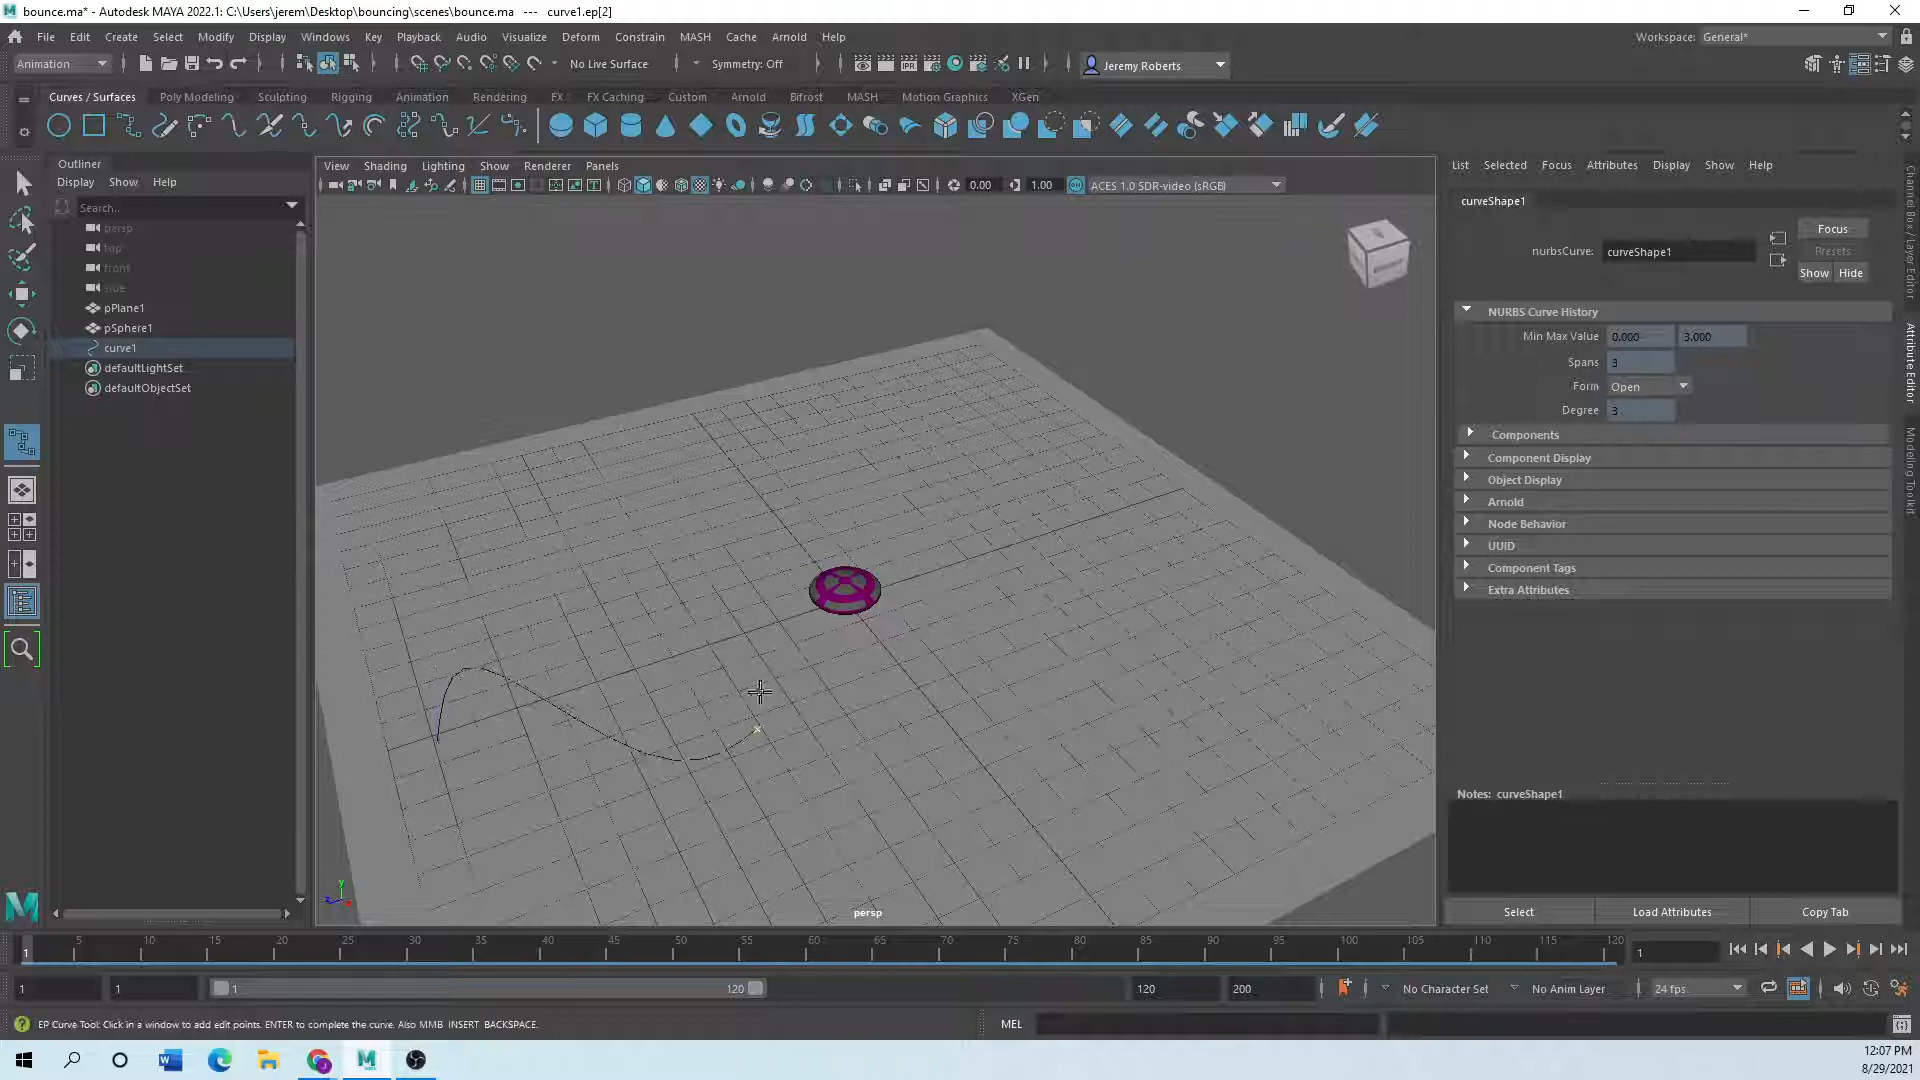 bounce.ma* - Autodesk MAYA 2022.1: C:\Users\jerem\Desktop\bouncing\scenes\bounce.ma --- curve1.ep[2]
File Edit Create Select Modify Display Windows Key Playback Audio Visualize Deform Constrain MASH Cache Arnold Help
Workspace: General*
Animation
No Live Surface
Symmetry: Off
IPR
Jeremy Roberts
Curves / Surfaces Poly Modeling Sculpting Rigging Animation Rendering FX FX Caching Custom Arnold Bifrost MASH Motion Graphics XGen
Outliner
Display Show Help
Search..
persp
top
front
side
pPlane1
pSphere1
curve1
defaultLightSet
defaultObjectSet
View Shading Lighting Show Renderer Panels
0.00
1.00
ACES 1.0 SDR-video (sRGB)
persp
y
List Selected Focus Attributes Display Show Help
curveShape1
nurbsCurve: curveShape1
Focus
Presets
Show Hide
NURBS Curve History
Min Max Value 0.000 3.000
Spans 3
Form Open
Degree 3
Components
Component Display
Object Display
Arnold
Node Behavior
UUID
Component Tags
Extra Attributes
Notes: curveShape1
Select Load Attributes Copy Tab
Channel Box / Layer Editor
Attribute Editor
Modeling Toolkit
1 5 10 15 20 25 30 35 40 45 50 55 60 65 70 75 80 85 90 95 100 105 110 115 120
1
1 1 1 120 120 200
No Character Set
No Anim Layer
24 fps
EP Curve Tool: Click in a window to add edit points. ENTER to complete the curve. Also MMB INSERT BACKSPACE.
MEL
12:07 PM
8/29/2021